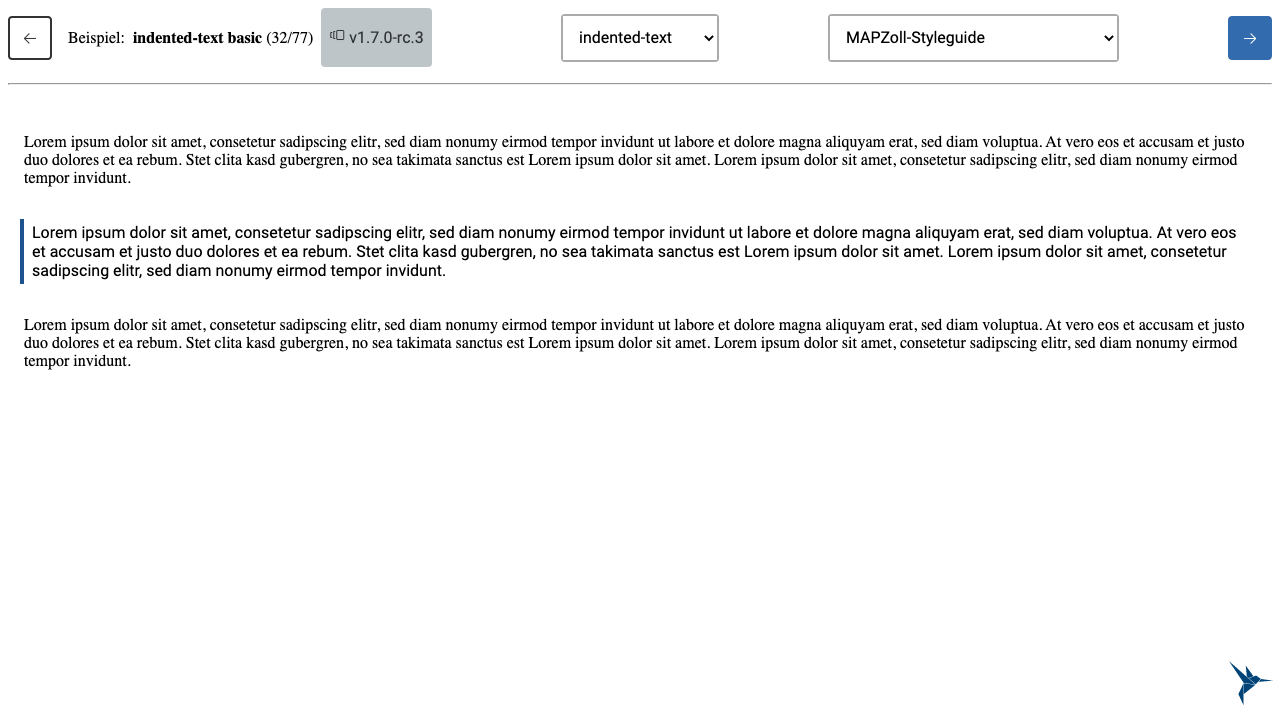 ← Beispiel: indented-text basic (32/77) v1.7.0-rc.3 indented-text MAPZoll-Styleguide →
Lorem ipsum dolor sit amet, consetetur sadipscing elitr, sed diam nonumy eirmod tempor invidunt ut labore et dolore magna aliquyam erat, sed diam voluptua. At vero eos et accusam et justo
duo dolores et ea rebum. Stet clita kasd gubergren, no sea takimata sanctus est Lorem ipsum dolor sit amet. Lorem ipsum dolor sit amet, consetetur sadipscing elitr, sed diam nonumy eirmod
tempor invidunt.
Lorem ipsum dolor sit amet, consetetur sadipscing elitr, sed diam nonumy eirmod tempor invidunt ut labore et dolore magna aliquyam erat, sed diam voluptua. At vero eos
et accusam et justo duo dolores et ea rebum. Stet clita kasd gubergren, no sea takimata sanctus est Lorem ipsum dolor sit amet. Lorem ipsum dolor sit amet, consetetur
sadipscing elitr, sed diam nonumy eirmod tempor invidunt.
Lorem ipsum dolor sit amet, consetetur sadipscing elitr, sed diam nonumy eirmod tempor invidunt ut labore et dolore magna aliquyam erat, sed diam voluptua. At vero eos et accusam et justo
duo dolores et ea rebum. Stet clita kasd gubergren, no sea takimata sanctus est Lorem ipsum dolor sit amet. Lorem ipsum dolor sit amet, consetetur sadipscing elitr, sed diam nonumy eirmod
tempor invidunt.